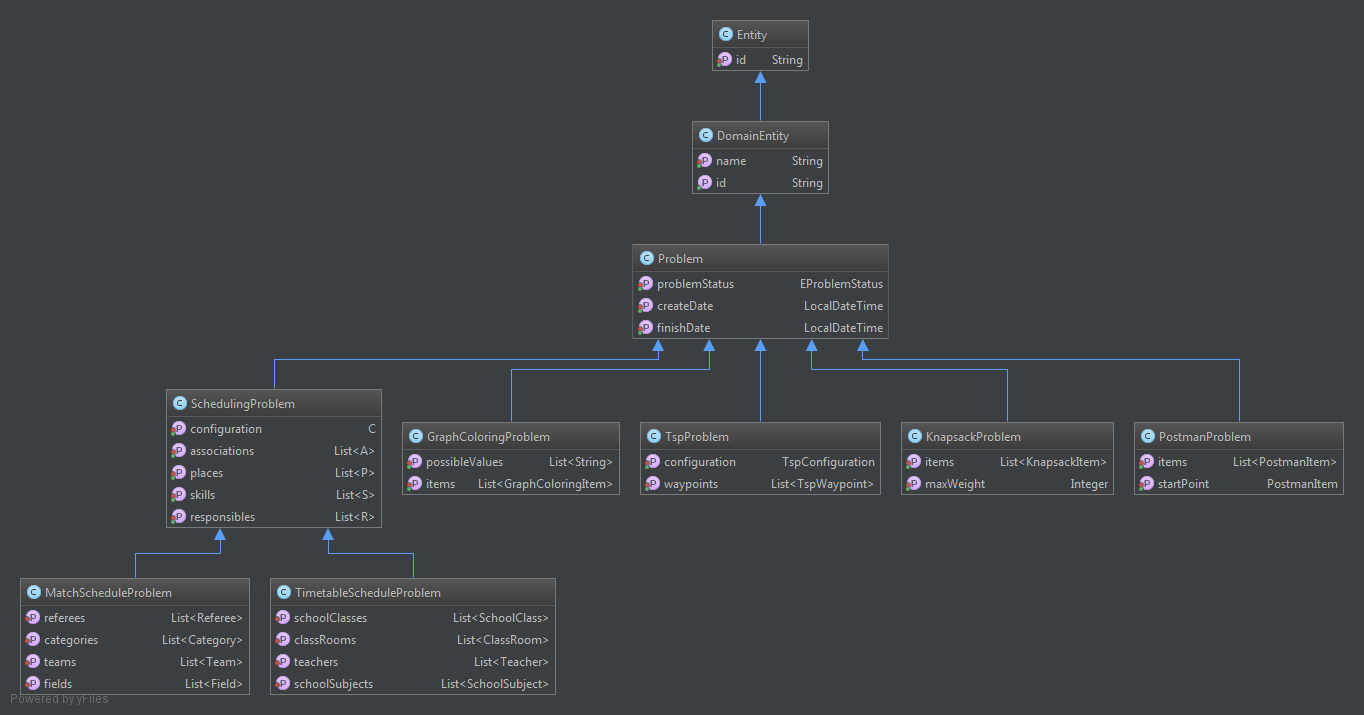 C Entity
P id String
C DomainEntity
P name String
P id String
C Problem
P problemStatus EProblemStatus
P createDate LocalDateTime
P finishDate LocalDateTime
C SchedulingProblem
P configuration C
P associations List<A>
P places List<P>
P skills List<S>
P responsibles List<R>
C GraphColoringProblem
P possibleValues List<String>
P items List<GraphColoringItem>
C TspProblem
P configuration TspConfiguration
P waypoints List<TspWaypoint>
C KnapsackProblem
P items List<KnapsackItem>
P maxWeight Integer
C PostmanProblem
P items List<PostmanItem>
P startPoint PostmanItem
C MatchScheduleProblem
P referees List<Referee>
P categories List<Category>
P teams List<Team>
P fields List<Field>
C TimetableScheduleProblem
P schoolClasses List<SchoolClass>
P classRooms List<ClassRoom>
P teachers List<Teacher>
P schoolSubjects List<SchoolSubject>
Powered by yFiles